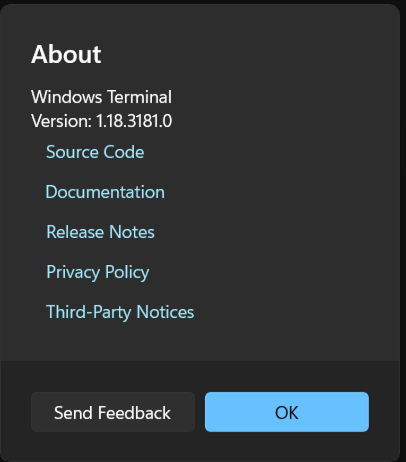 About
Windows Terminal
Version: 1.18.3181.0
Source Code
Documentation
Release Notes
Privacy Policy
Third-Party Notices
Send Feedback
OK